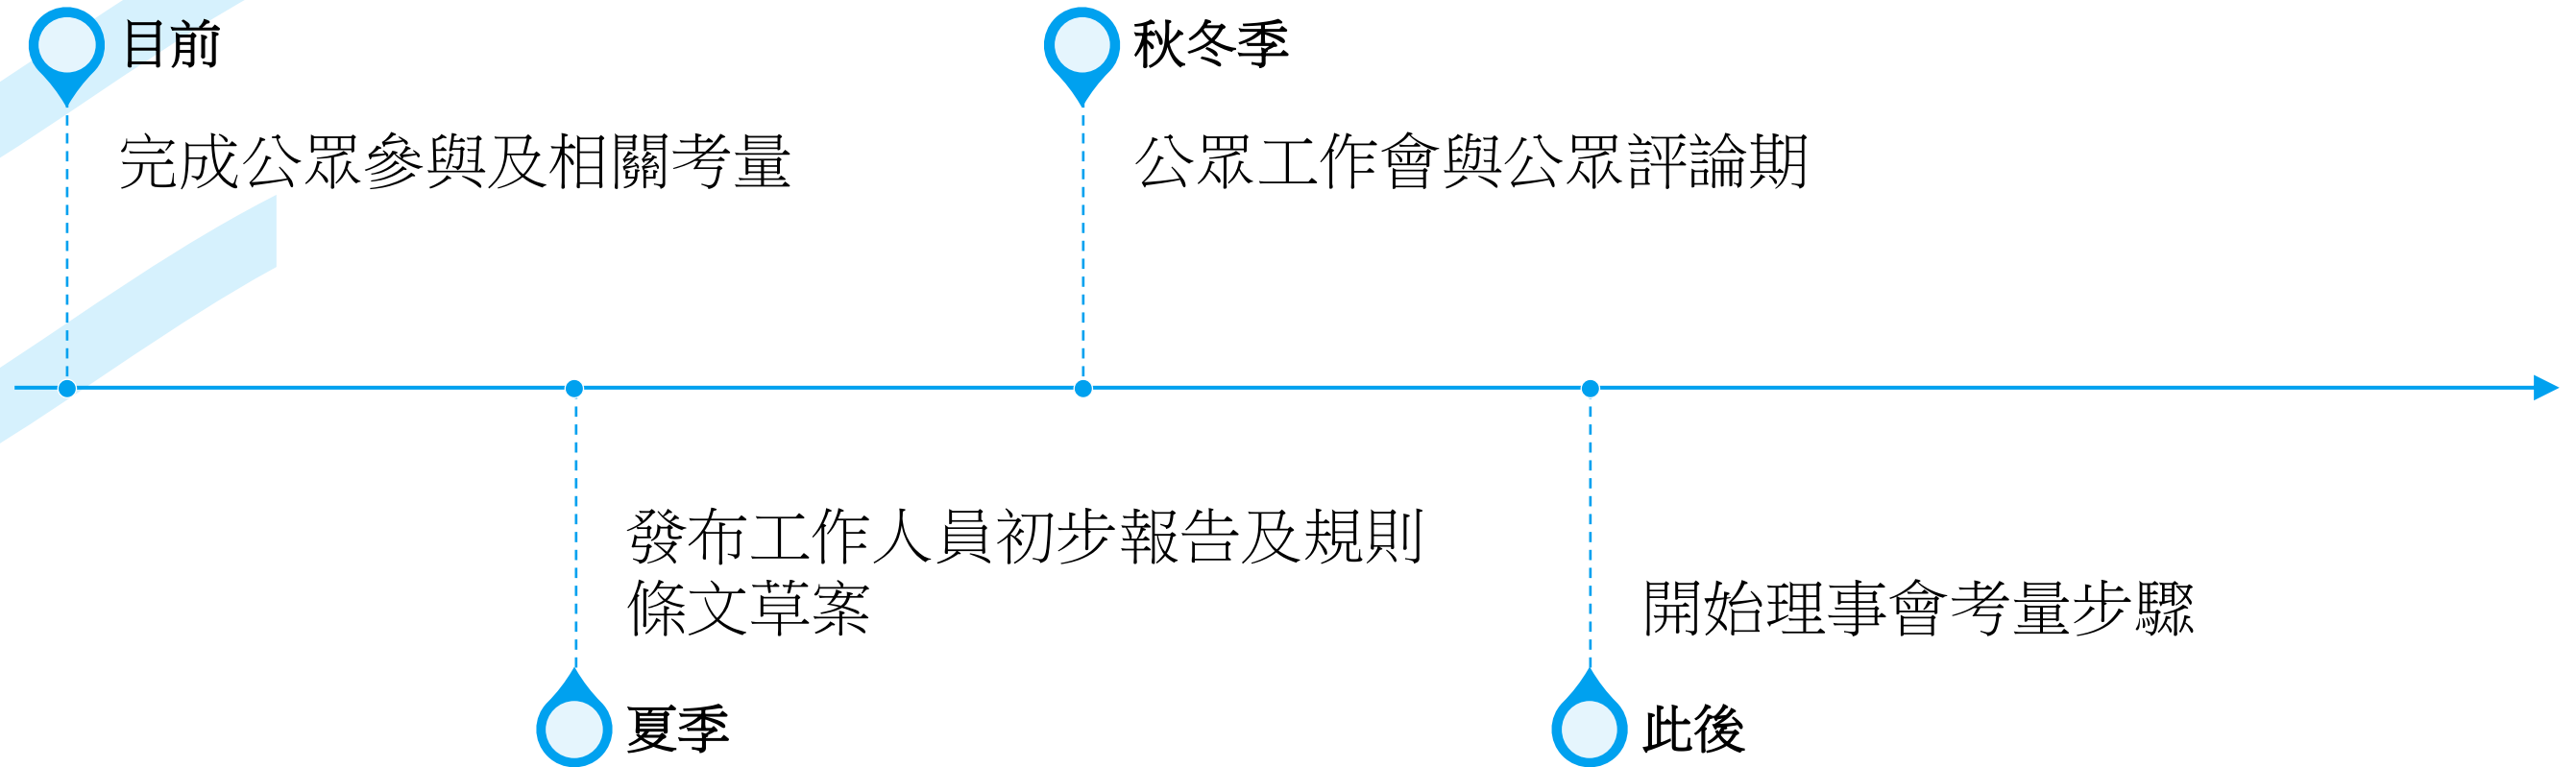 目前
完成公眾參與及相關考量
秋冬季
公眾工作會與公眾評論期
發布工作人員初步報告及規則
條文草案
夏季
開始理事會考量步驟
此後